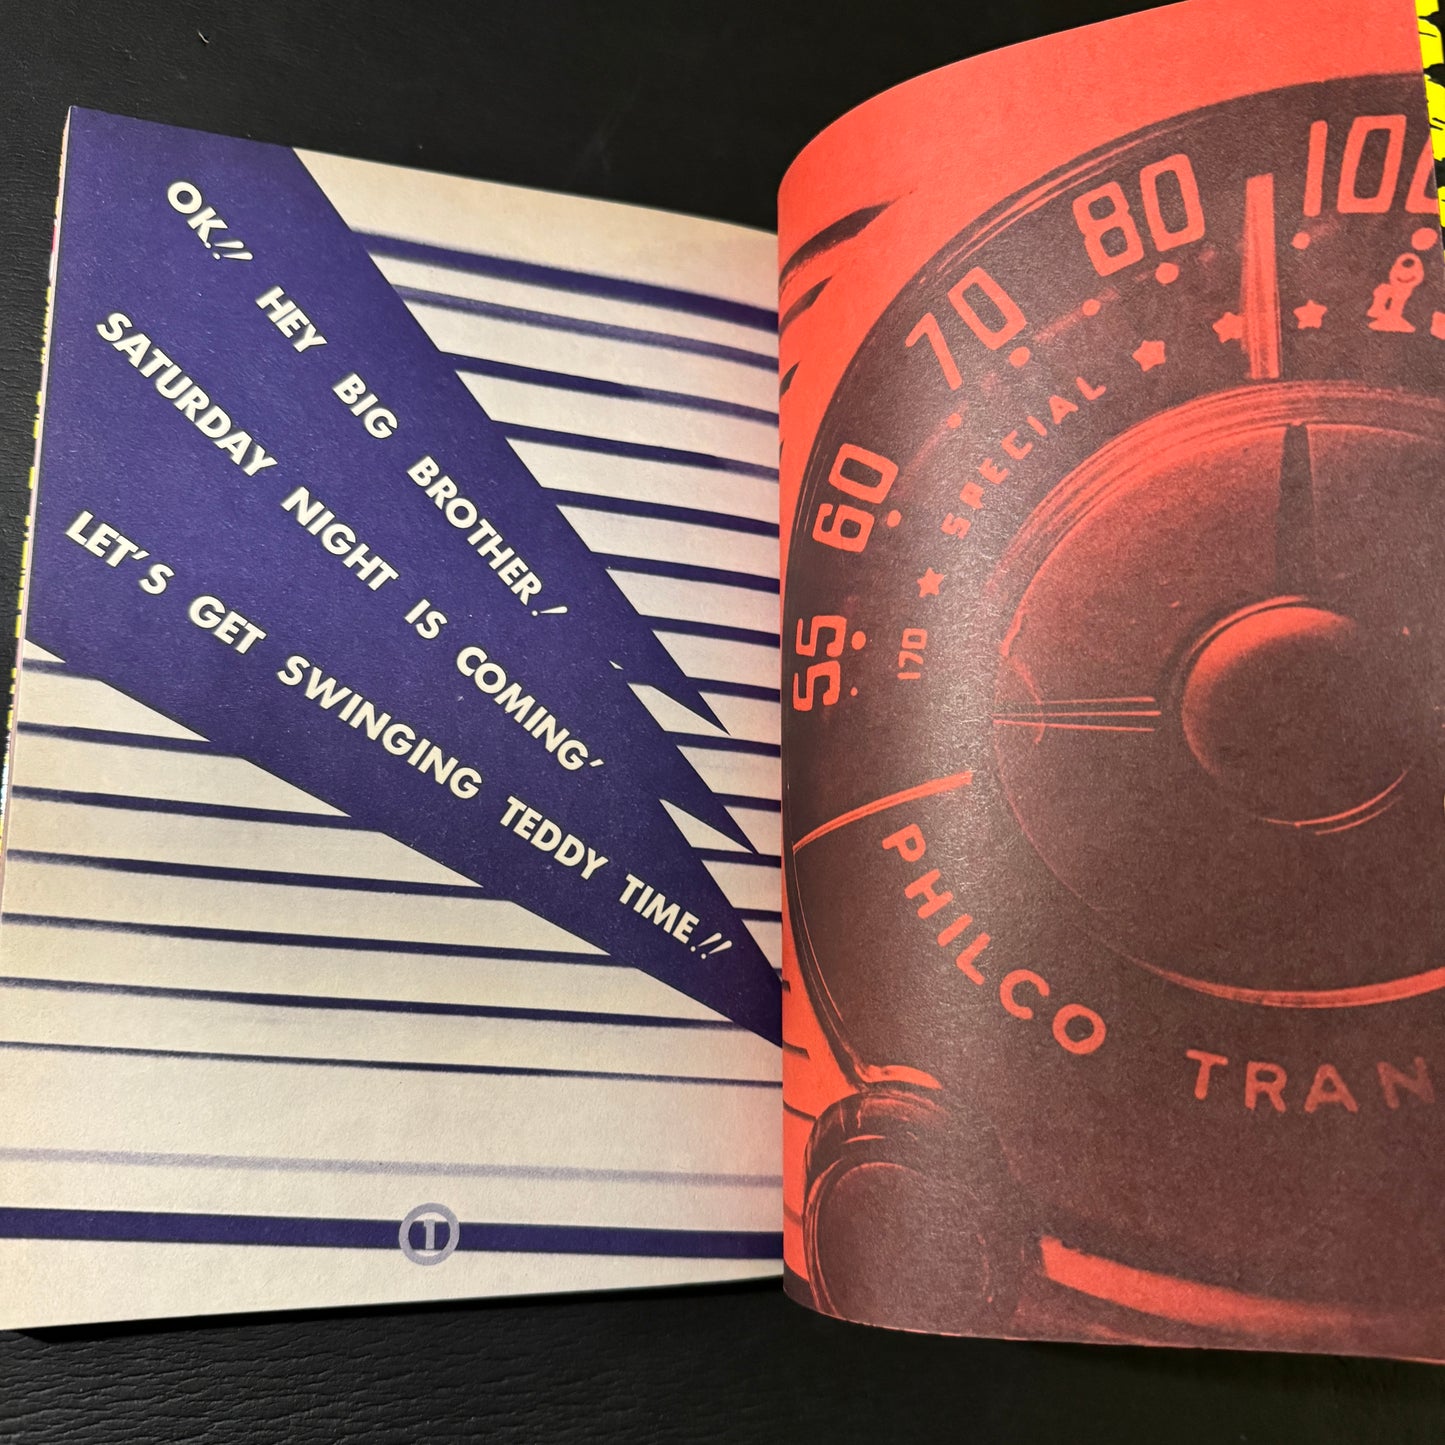 OK!! HEY BIG BROTHER!
SATURDAY NIGHT IS COMING'
LET'S GET SWINGING TEDDY TIME!!
1
55 60 70 80 100
170 ★ SPECIAL ★ ★ ★
PHILCO TRAN